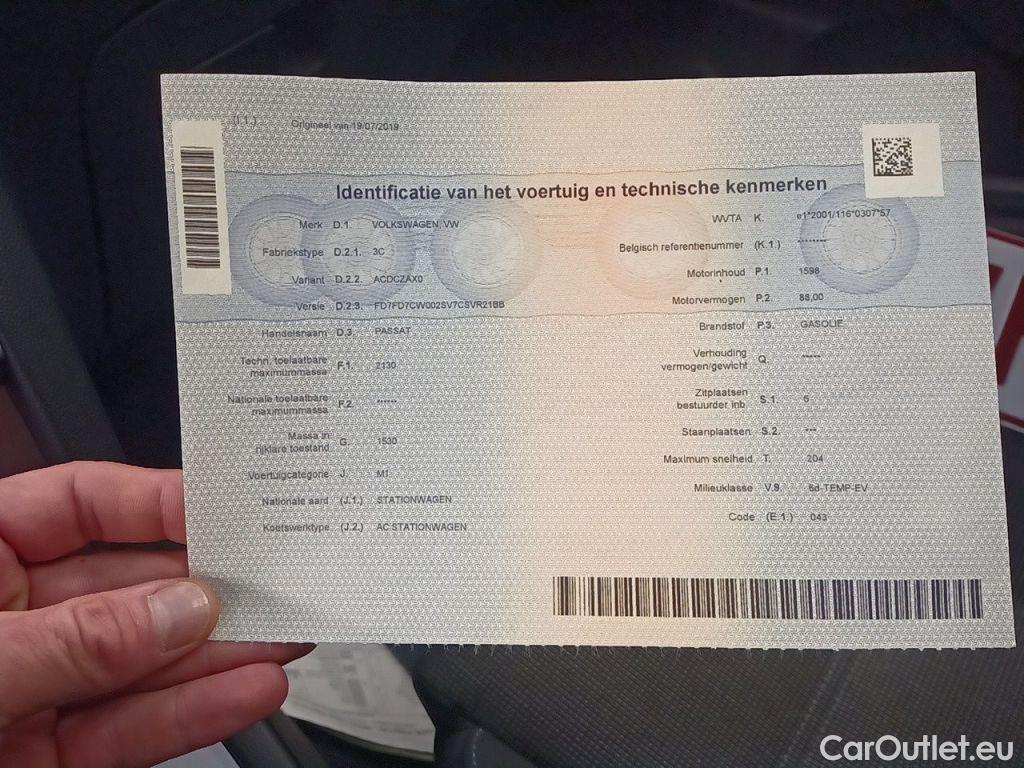 (I.1.) Origineel van 19/07/2019
Identificatie van het voertuig en technische kenmerken
Merk D.1. VOLKSWAGEN, VW
Fabriekstype D.2.1. 3C
Variant D.2.2. ACDCZAX0
Versie D.2.3. FD7FD7CW002SV7CSVR21BB
Handelsnaam D.3. PASSAT
Techn. toelaatbare
maximummassa F.1. 2130
Nationale toelaatbare
maximummassa F.2. ******
Massa in
rijklare toestand G. 1530
Voertuigcategorie J. M1
Nationale aard (J.1.) STATIONWAGEN
Koetswerktype (J.2.) AC STATIONWAGEN
WVTA K. e1*2001/116*0307*57
Belgisch referentienummer (K.1.) ********
Motorinhoud P.1. 1598
Motorvermogen P.2. 88,00
Brandstof P.3. GASOLIE
Verhouding
vermogen/gewicht Q. *****
Zitplaatsen
bestuurder inb. S.1. 5
Staanplaatsen S.2. ***
Maximum snelheid T. 204
Milieuklasse V.9. 6d-TEMP-EV
Code (E.1.) 043
CarOutlet.eu